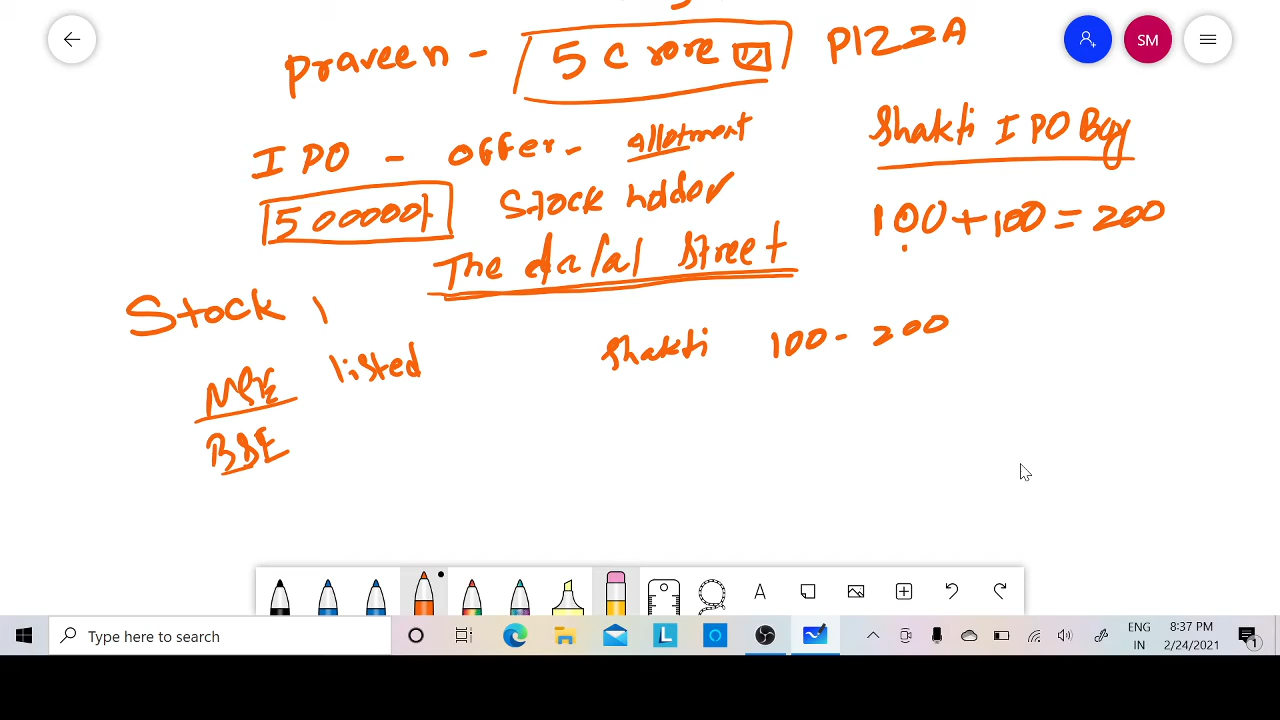 Praveen - 5 Crore PIZZA
IPO - offer - allotment
Shakti IPO Buy
500000
Stock holder
100+100=200
The dalal Street
Stock
listed
Shakti 100 - 200
NSE
BSE
SM
A
Type here to search
L
ENG
IN
8:37 PM
2/24/2021
1